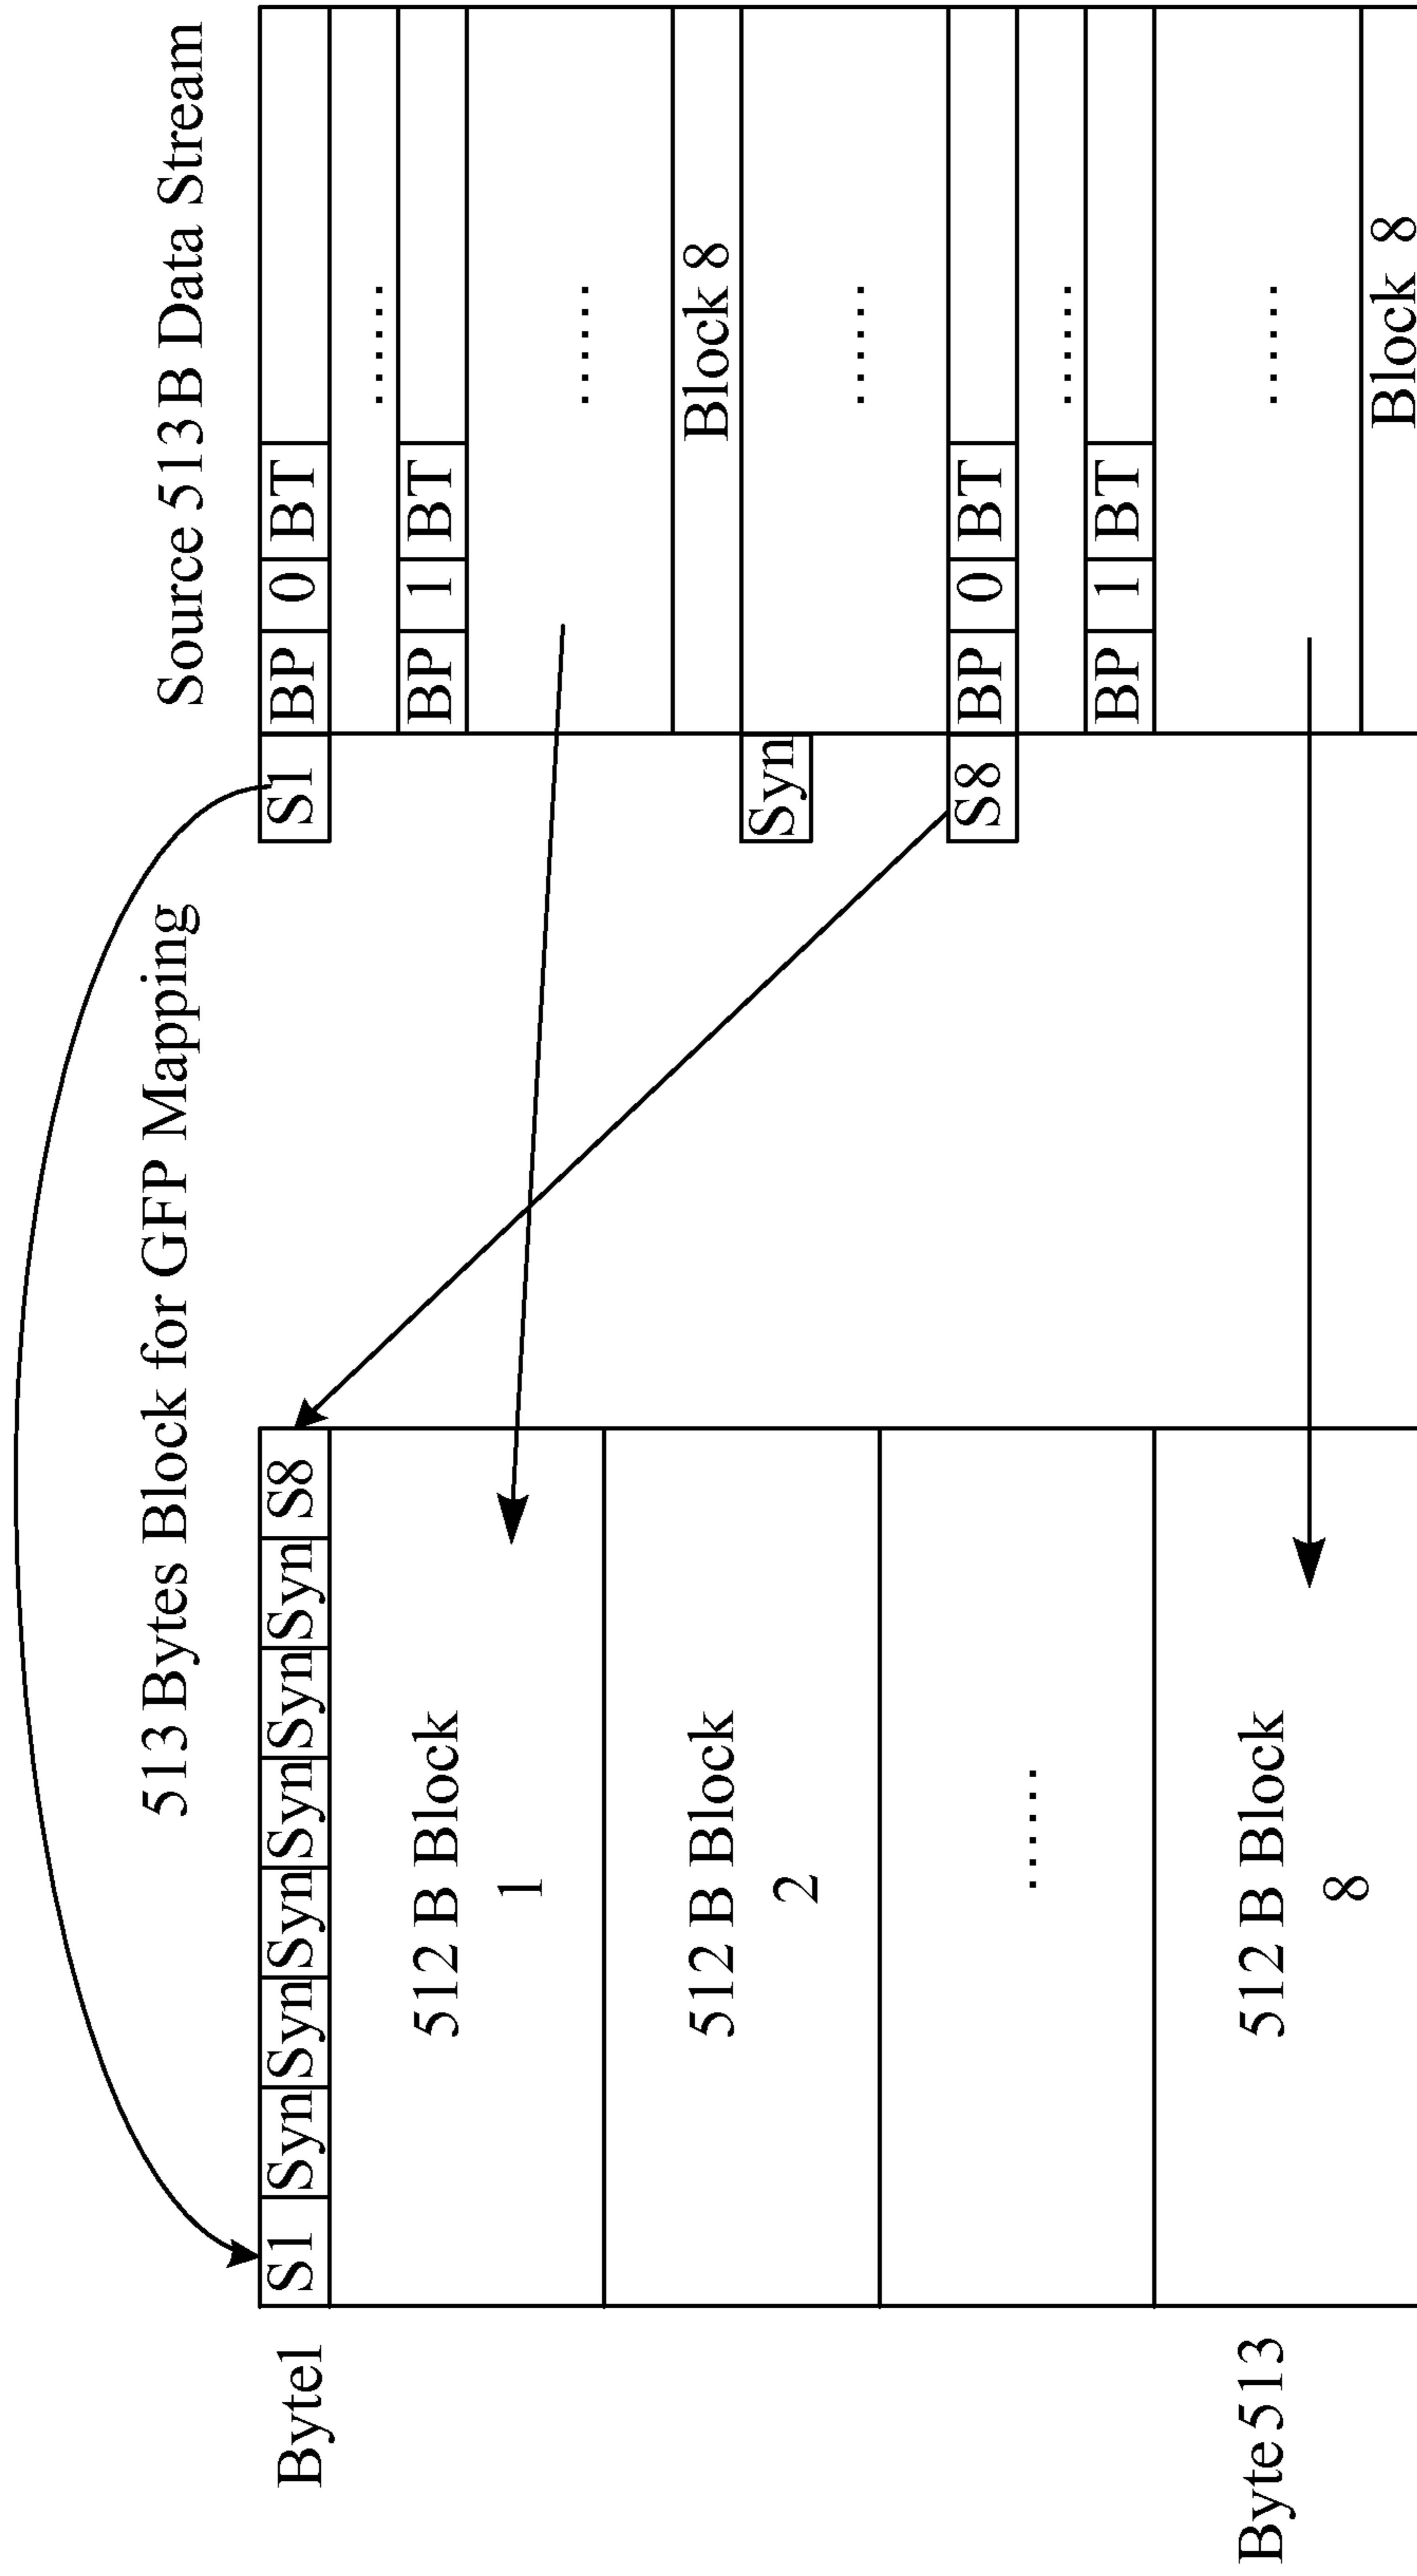 513 Bytes Block for GFP Mapping
Byte1
S1 Syn Syn Syn Syn Syn Syn S8
512 B Block
1
512 B Block
2
......
Byte 513
512 B Block
8
Source 513 B Data Stream
S1 BP 0 BT
......
BP 1 BT
......
Block 8
Syn
......
S8 BP 0 BT
......
BP 1 BT
......
Block 8